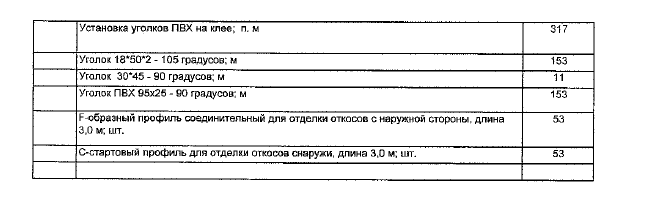 Установка уголков ПВХ на клее; п. м 317
Уголок 18*50*2 - 105 градусов; м 153
Уголок 30*45 - 90 градусов; м 11
Уголок ПВХ 95х25 - 90 градусов; м 153
F-образный профиль соединительный для отделки откосов с наружной стороны, длина 53
3,0 м; шт.
С-стартовый профиль для отделки откосов снаружи, длина 3,0 м; шт. 53